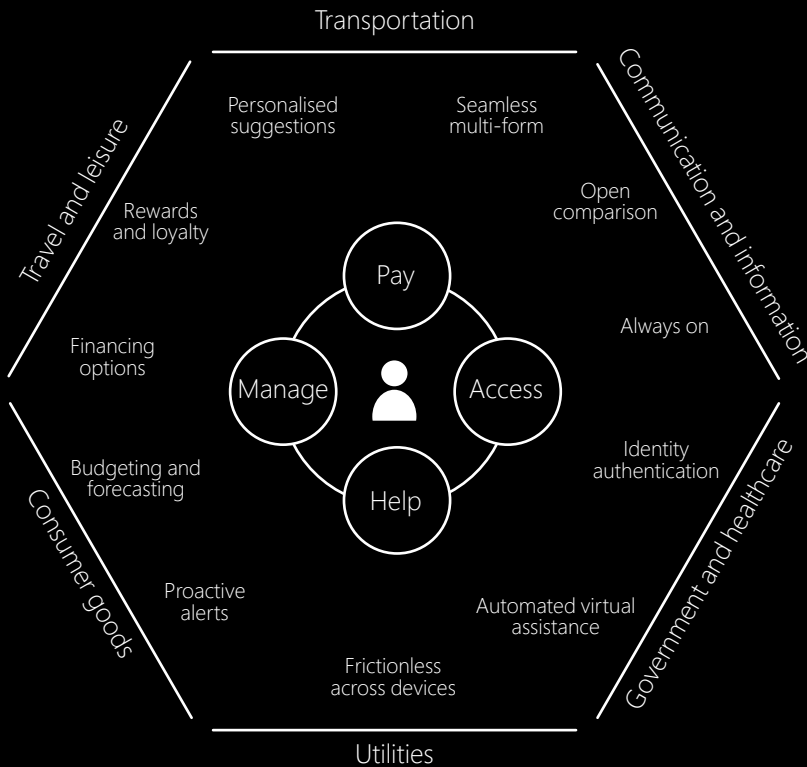 Transportation
Communication and information
Travel and leisure
Personalised
suggestions
Seamless
multi-form
Rewards
and loyalty
Open
comparison
Pay
Always on
Financing
options
Manage
Access
Identity
authentication
Budgeting and
forecasting
Help
Consumer goods
Government and healthcare
Proactive
alerts
Automated virtual
assistance
Frictionless
across devices
Utilities